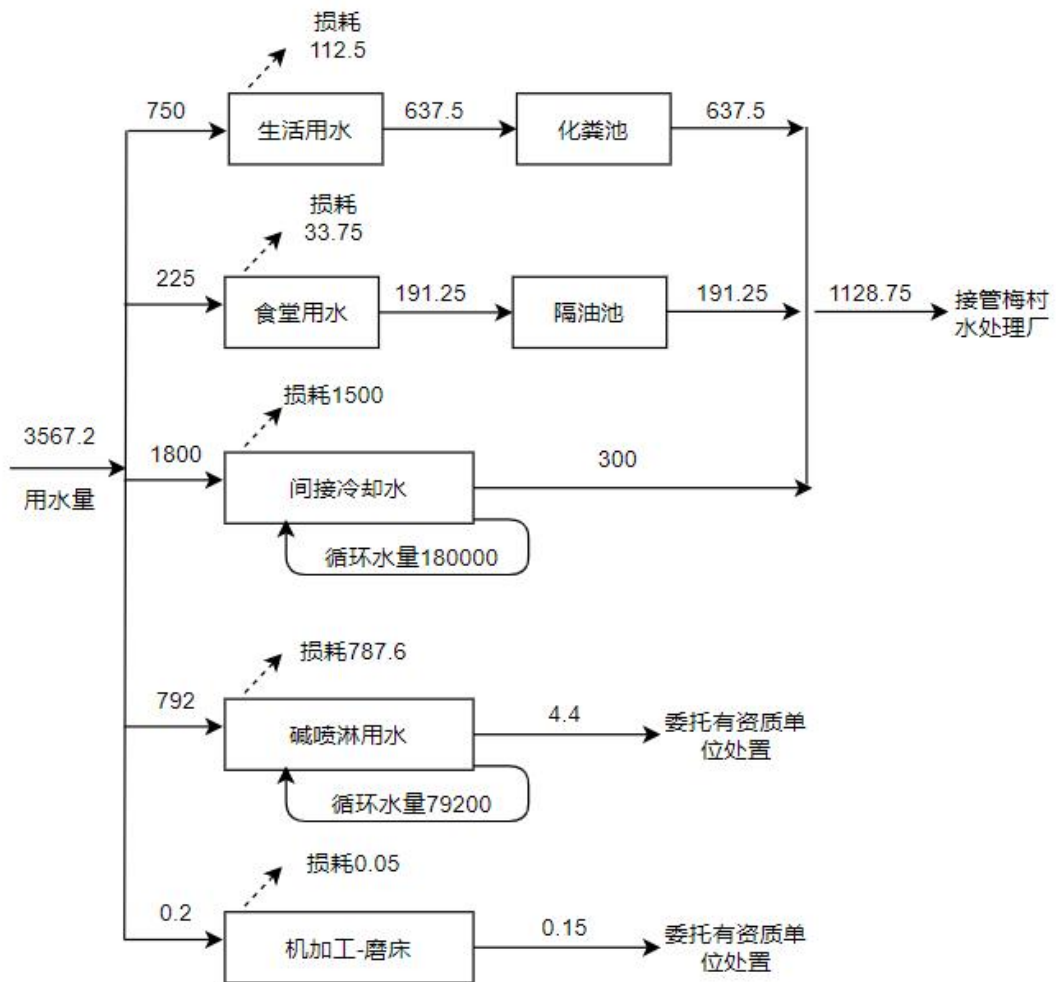 损耗
112.5
750
生活用水
637.5
化粪池
637.5
损耗
33.75
225
食堂用水
191.25
隔油池
191.25
1128.75
接管梅村
水处理厂
损耗1500
3567.2
用水量
1800
间接冷却水
300
循环水量180000
损耗787.6
792
碱喷淋用水
4.4
委托有资质单
位处置
循环水量79200
损耗0.05
0.2
机加工-磨床
0.15
委托有资质单
位处置